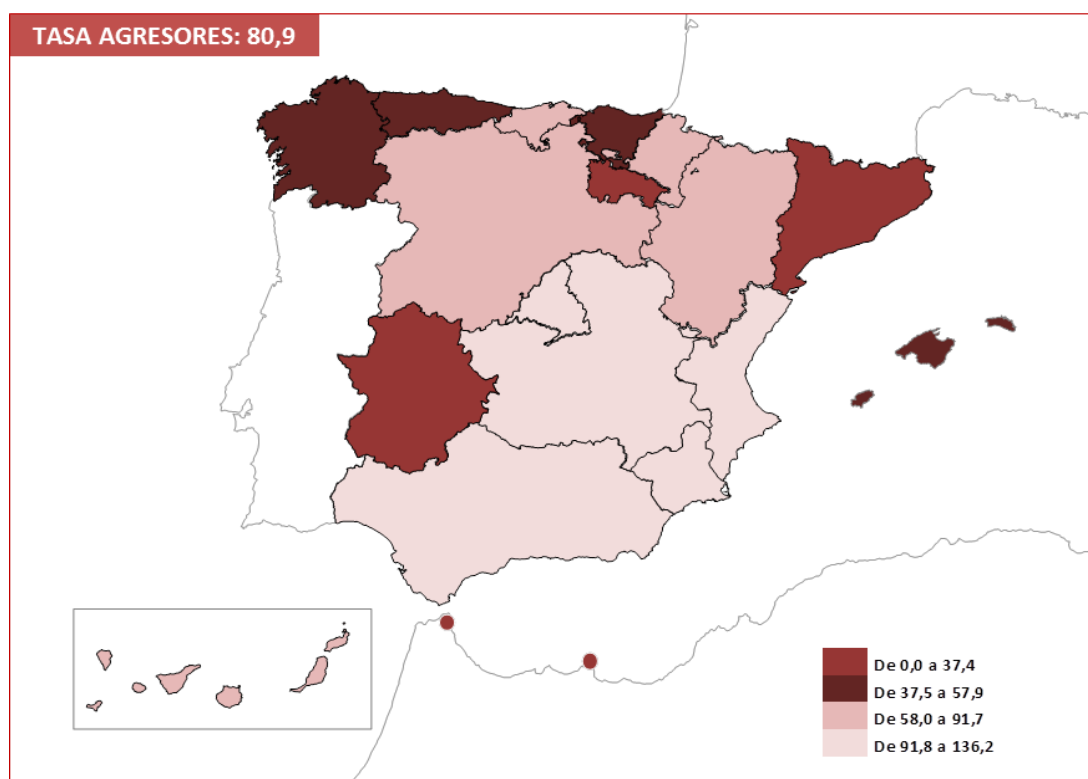 TASA AGRESORES: 80,9
De 0,0 a 37,4
De 37,5 a 57,9
De 58,0 a 91,7
De 91,8 a 136,2